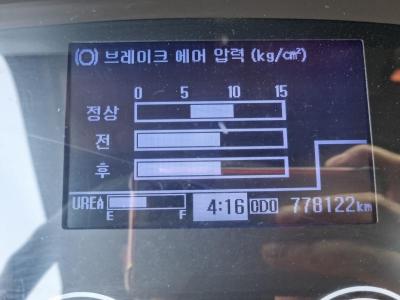 (O) 브레이크 에어 압력 (kg/㎠)
0 5 10 15
정상
전
후
UREA E F 4:16 CDO 778122km